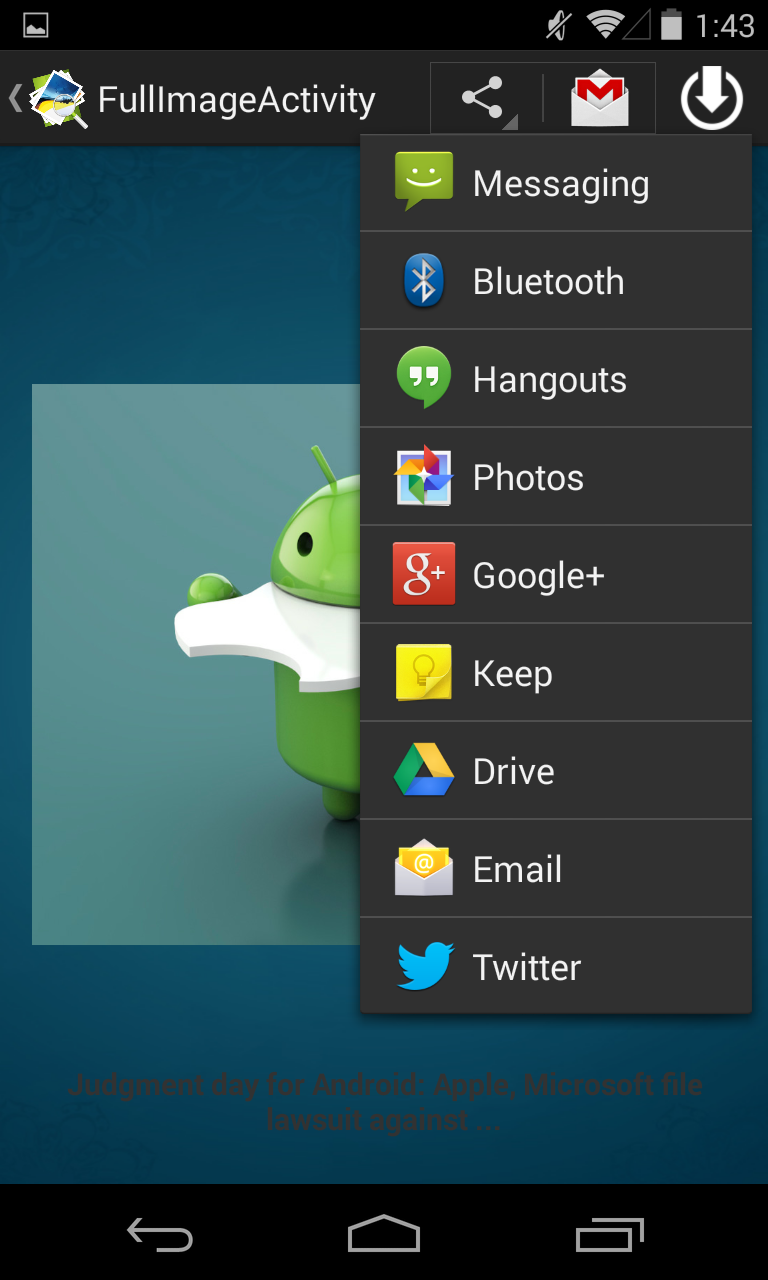 1:43
FullImageActivity
Messaging
Bluetooth
Hangouts
Photos
g+ Google+
Keep
Drive
@ Email
Twitter
Judgment day for Android: Apple, Microsoft file
lawsuit against ...